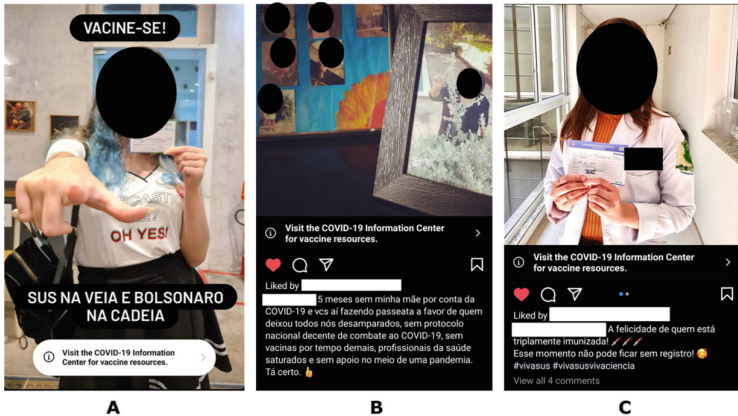 VACINE-SE!
OH YES!
SUS NA VEIA E BOLSONARO
NA CADEIA
Visit the COVID-19 Information
Center for vaccine resources.
A
Visit the COVID-19 Information Center
for vaccine resources.
Liked by
5 meses sem minha mãe por conta da
COVID-19 e vcs aí fazendo passeata a favor de quem
deixou todos nós desamparados, sem protocolo
nacional decente de combate ao COVID-19, sem
vacinas por tempo demais, profissionais da saúde
saturados e sem apoio no meio de uma pandemia.
Tá certo. 🖕
B
Visit the COVID-19 Information Center
for vaccine resources.
Liked by
A felicidade de quem está
triplamente imunizada! 💉💉💉
Esse momento não pode ficar sem registro! 🥰
#vivasus #vivasusvivaciencia
View all 4 comments
C